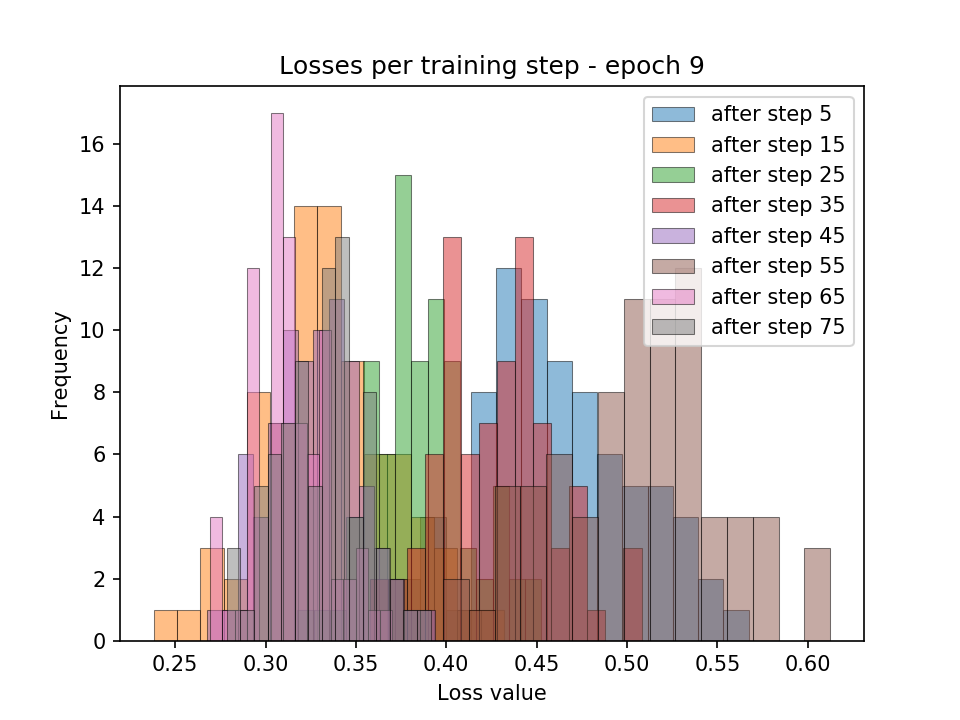 Losses per training step - epoch 9
after step 5
after step 15
after step 25
after step 35
after step 45
after step 55
after step 65
after step 75
Frequency
16
14
12
10
8
6
4
2
0
0.25 0.30 0.35 0.40 0.45 0.50 0.55 0.60
Loss value